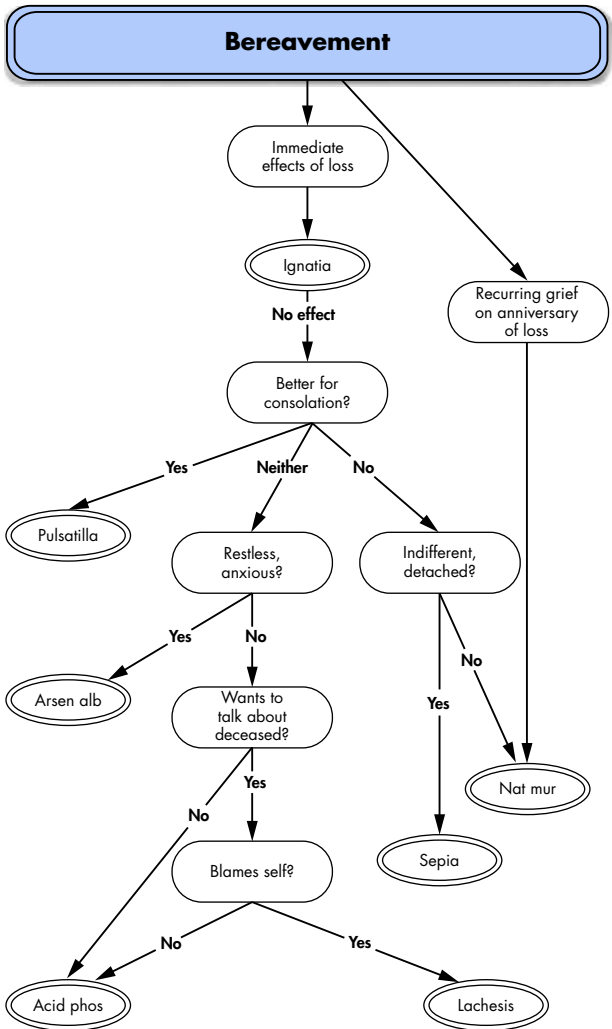 Bereavement
Immediate
effects of loss
Ignatia
Recurring grief
on anniversary
of loss
No effect
Better for
consolation?
Yes
Neither
No
Pulsatilla
Restless,
anxious?
Indifferent,
detached?
Yes
No
No
Arsen alb
Wants to
talk about
deceased?
Yes
Nat mur
Yes
No
Blames self?
Sepia
No
Yes
Acid phos
Lachesis